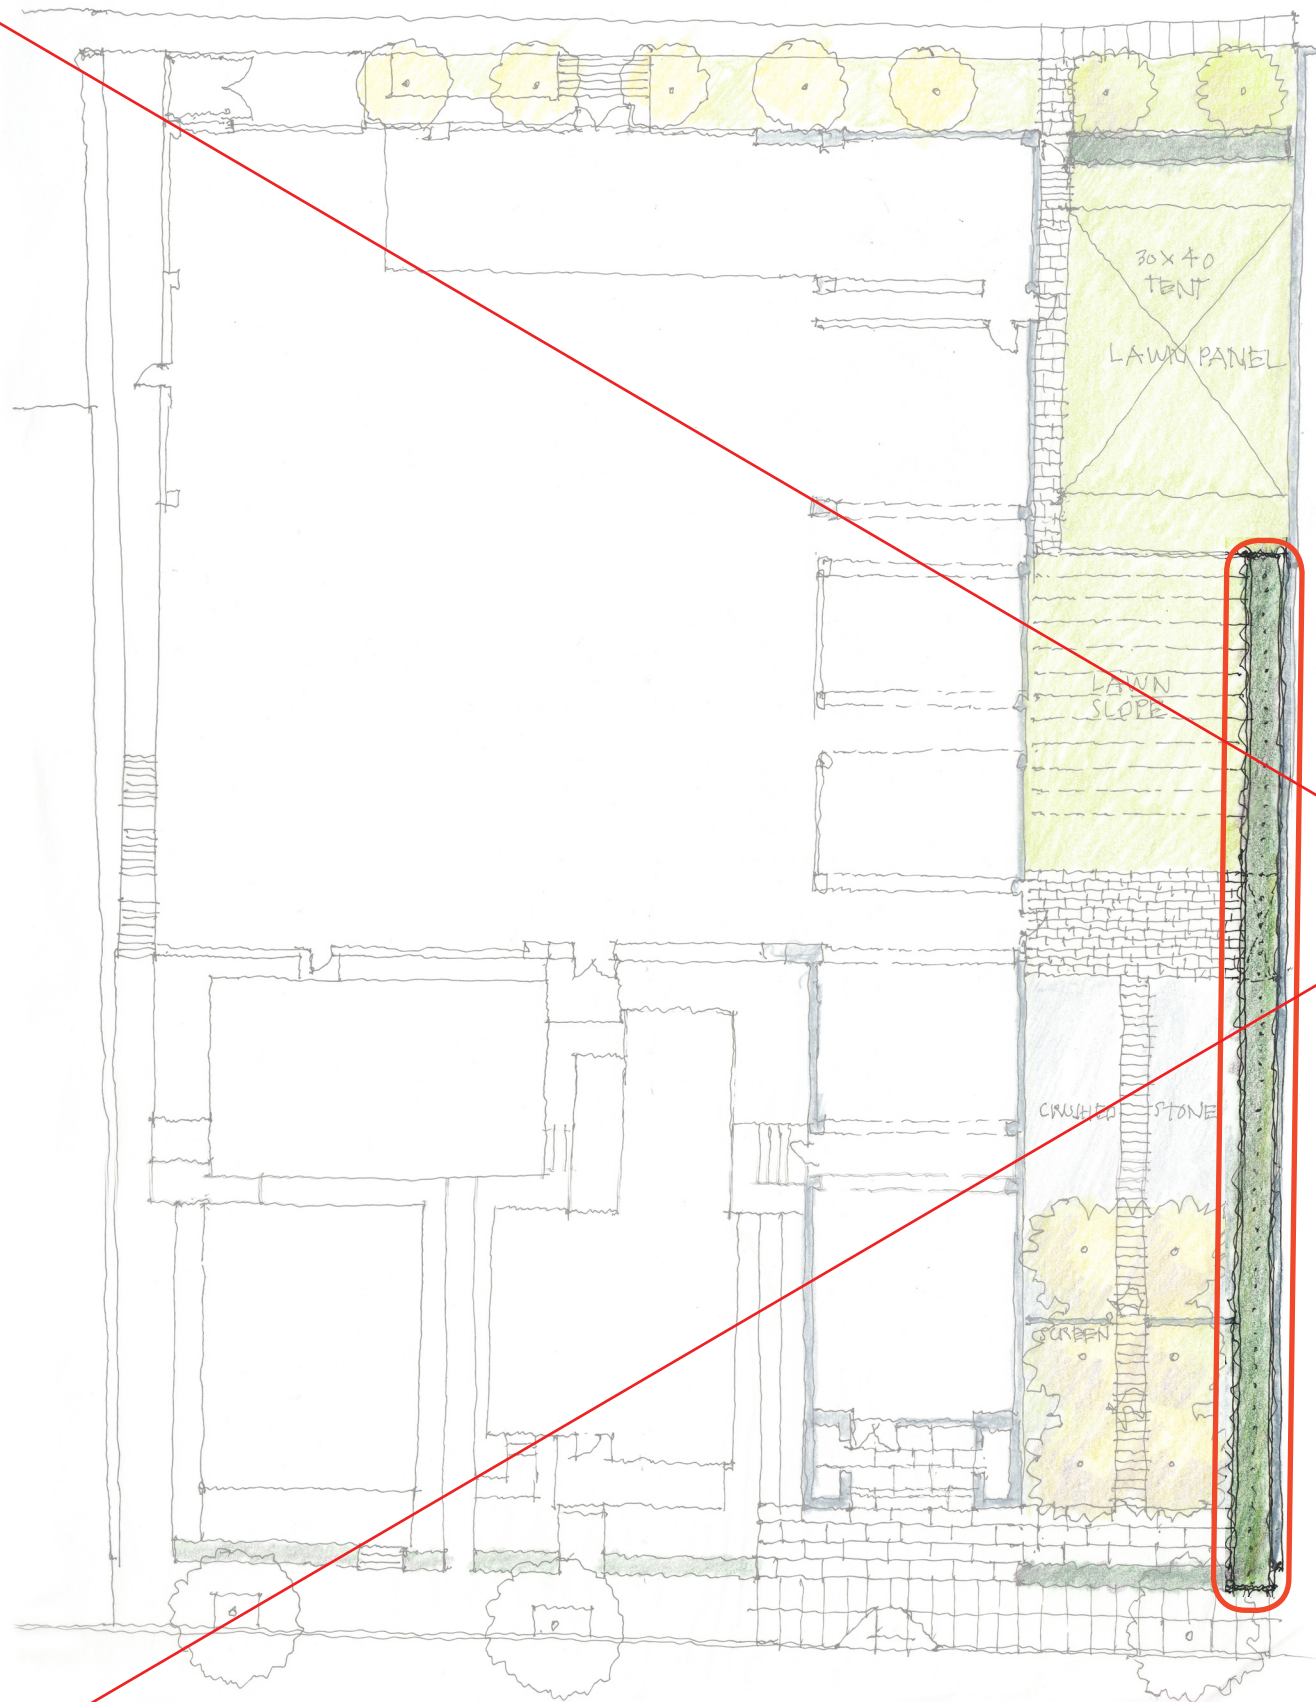 30 X 40
TENT
LAWN PANEL
LAWN
SLOPE
CRUSHED STONE
SCREEN